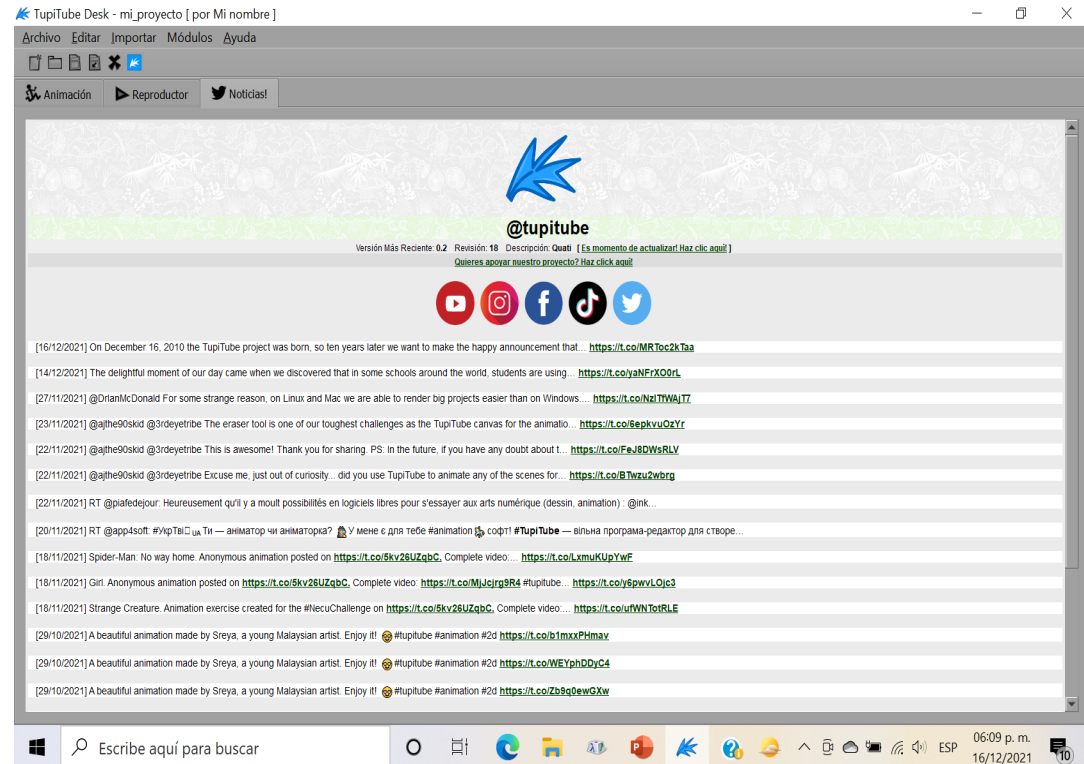 TupiTube Desk - mi_proyecto [ por Mi nombre ]
Archivo Editar Importar Módulos Ayuda
Animación Reproductor Noticias!
@tupitube
Versión Más Reciente: 0.2 Revisión: 18 Descripción: Quati [ Es momento de actualizar! Haz clic aquí! ]
Quieres apoyar nuestro proyecto? Haz click aquí!
[16/12/2021] On December 16, 2010 the TupiTube project was born, so ten years later we want to make the happy announcement that… https://t.co/MRToc2kTaa
[14/12/2021] The delightful moment of our day came when we discovered that in some schools around the world, students are using… https://t.co/yaNFrXO0rL
[27/11/2021] @DrIanMcDonald For some strange reason, on Linux and Mac we are able to render big projects easier than on Windows.… https://t.co/NzlTfWAjT7
[23/11/2021] @ajthe90skid @3rdeyetribe The eraser tool is one of our toughest challenges as the TupiTube canvas for the animatio… https://t.co/6epkvuOzYr
[22/11/2021] @ajthe90skid @3rdeyetribe This is awesome! Thank you for sharing. PS: In the future, if you have any doubt about t… https://t.co/FeJ8DWsRLV
[22/11/2021] @ajthe90skid @3rdeyetribe Excuse me, just out of curiosity... did you use TupiTube to animate any of the scenes for… https://t.co/BTwzu2wbrg
[22/11/2021] RT @piafedejour: Heureusement qu'il y a moult possibilités en logiciels libres pour s'essayer aux arts numérique (dessin, animation) : @ink…
[20/11/2021] RT @app4soft: #УкрТві UA Ти — аніматор чи аніматорка? У мене є для тебе #animation софт! #TupiTube — вільна програма-редактор для створе…
[18/11/2021] Spider-Man: No way home. Anonymous animation posted on https://t.co/5kv26UZqbC. Complete video:… https://t.co/LxmuKUpYwF
[18/11/2021] Girl. Anonymous animation posted on https://t.co/5kv26UZqbC. Complete video: https://t.co/MjJcjrg9R4 #tupitube… https://t.co/y6pwvLOjc3
[18/11/2021] Strange Creature. Animation exercise created for the #NecuChallenge on https://t.co/5kv26UZqbC. Complete video:… https://t.co/ufWNTotRLE
[29/10/2021] A beautiful animation made by Sreya, a young Malaysian artist. Enjoy it! #tupitube #animation #2d https://t.co/b1mxxPHmav
[29/10/2021] A beautiful animation made by Sreya, a young Malaysian artist. Enjoy it! #tupitube #animation #2d https://t.co/WEYphDDyC4
[29/10/2021] A beautiful animation made by Sreya, a young Malaysian artist. Enjoy it! #tupitube #animation #2d https://t.co/Zb9q0ewGXw
Escribe aquí para buscar
ESP
06:09 p. m.
16/12/2021
10